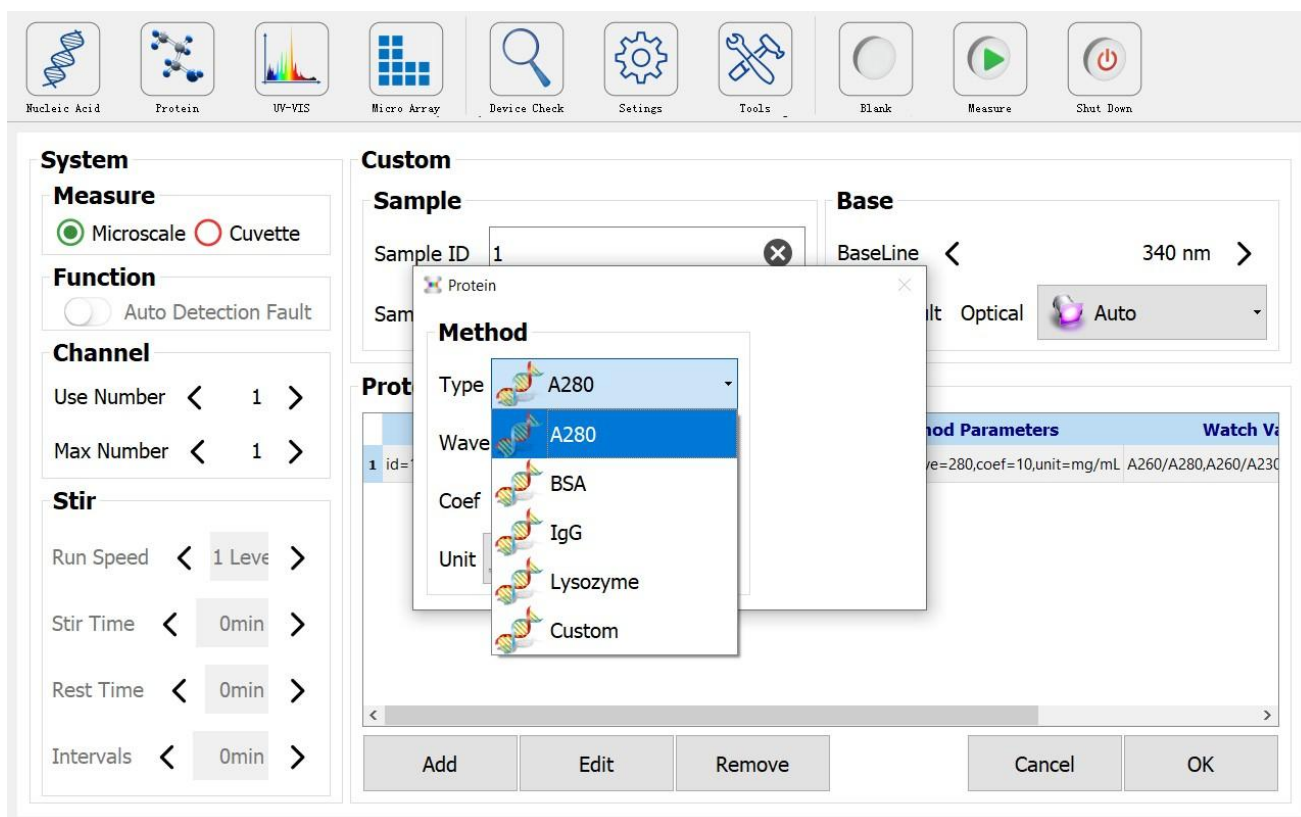 Nucleic Acid Protein UV-VIS Micro Array Device Check Setings Tools Blank Measure Shut Down
System
Measure
Microscale Cuvette
Function
Auto Detection Fault
Channel
Use Number 1
Max Number 1
Stir
Run Speed 1 Leve
Stir Time 0min
Rest Time 0min
Intervals 0min
Custom
Sample
Sample ID 1
Sam
Base
BaseLine 340 nm
ult Optical Auto
Protein
Method
Type A280
A280
BSA
IgG
Lysozyme
Custom
Wave
Coef
Unit
Prot
hod Parameters Watch Va
1 id=1 ve=280,coef=10,unit=mg/mL A260/A280,A260/A230
Add Edit Remove Cancel OK